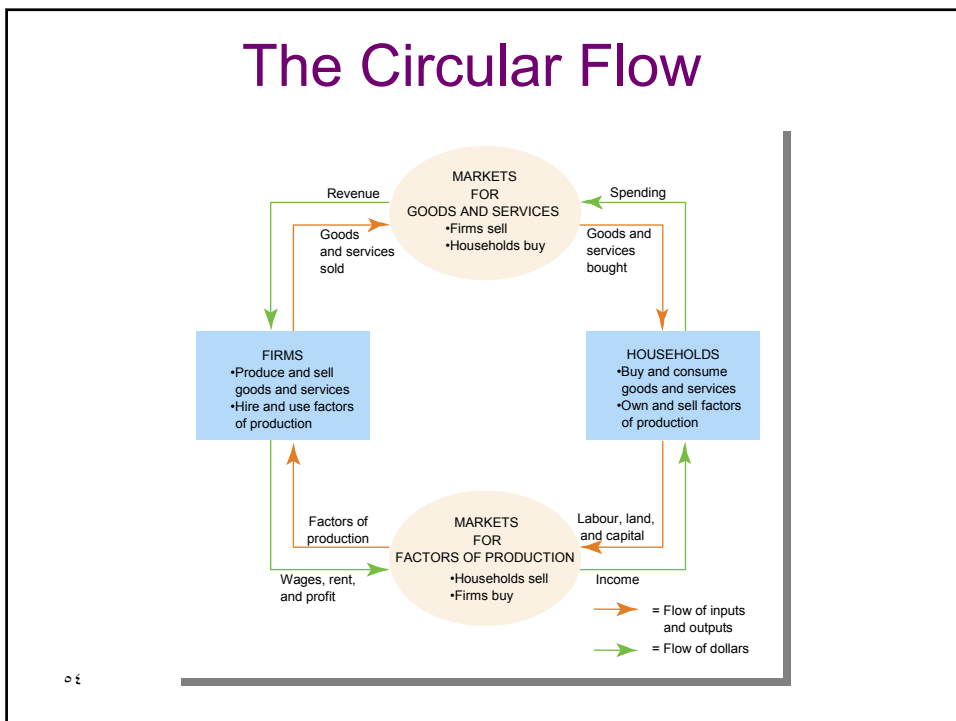 The Circular Flow
MARKETS
FOR
GOODS AND SERVICES
•Firms sell
•Households buy
Revenue
Spending
Goods
and services
sold
Goods and
services
bought
FIRMS
•Produce and sell
goods and services
•Hire and use factors
of production
HOUSEHOLDS
•Buy and consume
goods and services
•Own and sell factors
of production
Factors of
production
Labour, land,
and capital
MARKETS
FOR
FACTORS OF PRODUCTION
•Households sell
•Firms buy
Wages, rent,
and profit
Income
= Flow of inputs
and outputs
= Flow of dollars
٥٤